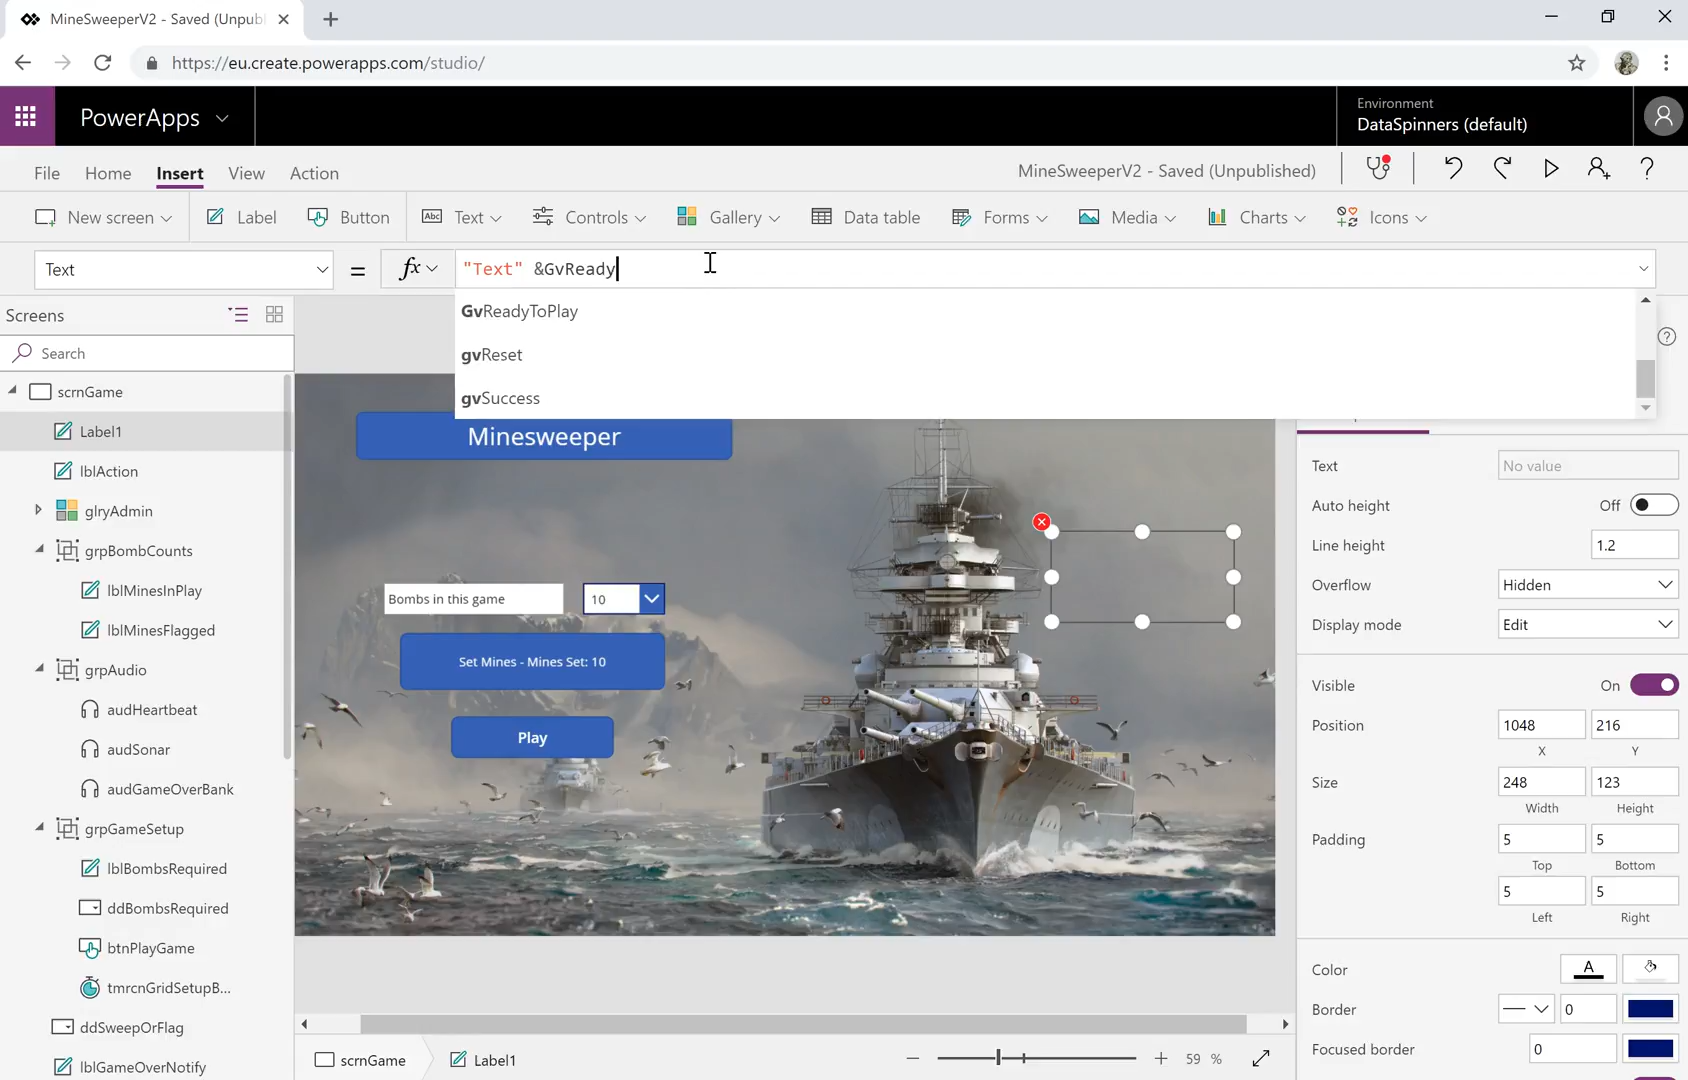 MineSweeperV2 - Saved (Unpubl
https://eu.create.powerapps.com/studio/
PowerApps
Environment
DataSpinners (default)
File Home Insert View Action
MineSweeperV2 - Saved (Unpublished)
New screen Label Button Text Controls Gallery Data table Forms Media Charts Icons
Abc
Text = fx "Text" &GvReady
GvReadyToPlay
gvReset
gvSuccess
Screens
Search
scrnGame
Label1
lblAction
glryAdmin
grpBombCounts
lblMinesInPlay
lblMinesFlagged
grpAudio
audHeartbeat
audSonar
audGameOverBank
grpGameSetup
lblBombsRequired
ddBombsRequired
btnPlayGame
tmrcnGridSetupB...
ddSweepOrFlag
lblGameOverNotify
Minesweeper
Bombs in this game 10
Set Mines - Mines Set: 10
Play
Text No value
Auto height Off
Line height 1.2
Overflow Hidden
Display mode Edit
Visible On
Position 1048 216
X Y
Size 248 123
Width Height
Padding 5 5
Top Bottom
5 5
Left Right
Color A
Border 0
Focused border 0
scrnGame Label1 59 %